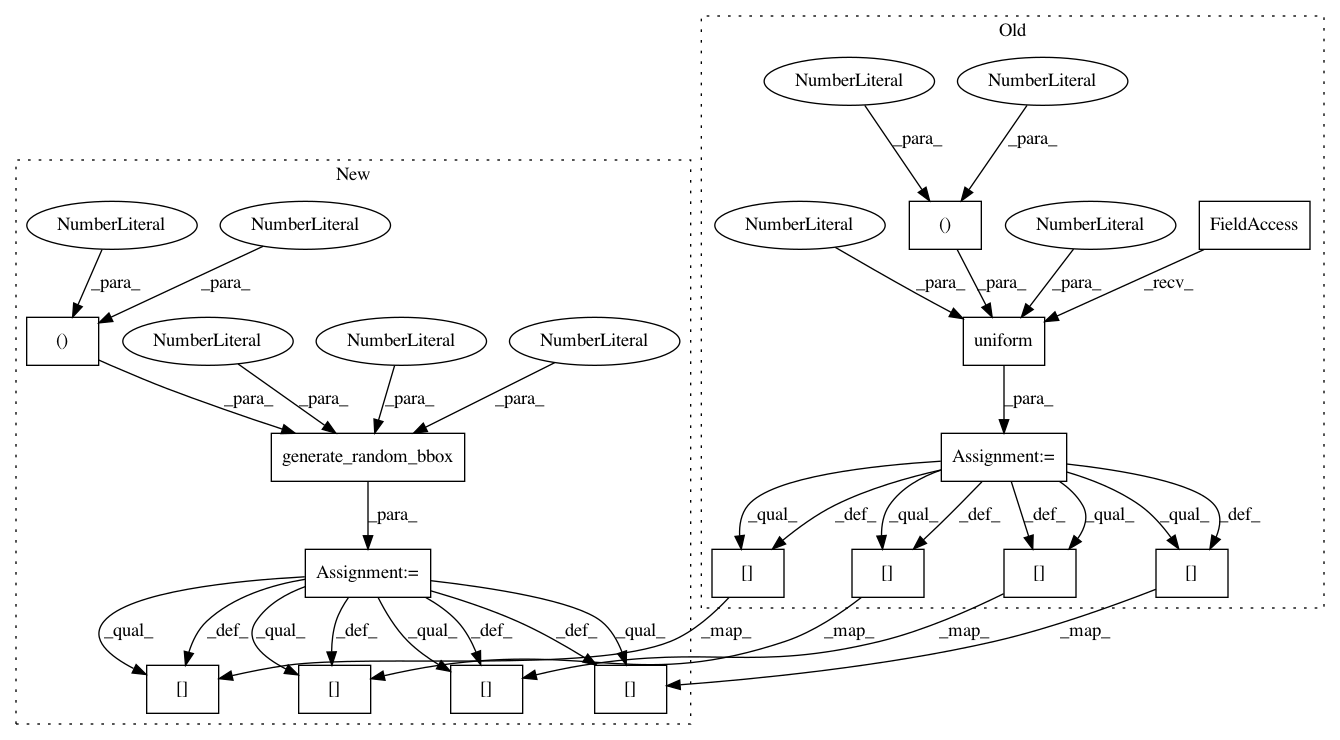 Old
NumberLiteral NumberLiteral
_para_ _para_
New
NumberLiteral NumberLiteral NumberLiteral () NumberLiteral FieldAccess
_para_ _para_ _para_ _para_ _para_ _recv_
() NumberLiteral NumberLiteral NumberLiteral uniform
_para_ _para_ _para_ _para_ _para_
generate_random_bbox Assignment:=
_para_ _qual_ _def_ _qual_ _def_ _def_ _qual_ _qual_ _def_
Assignment:= [] [] [] []
_qual_ _def_ _qual_ _def_ _qual_ _def_ _def_ _qual_ _map_ _map_ _map_ _map_
[] [] [] []